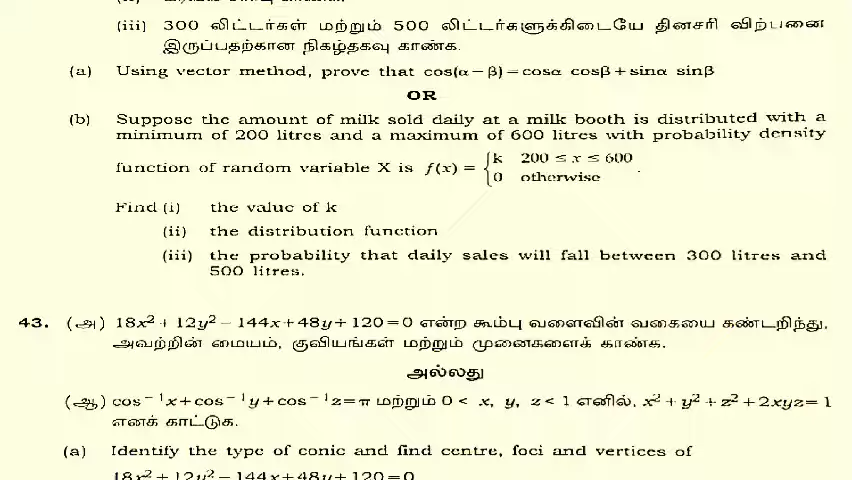 (iii) 300 லிட்டர்கள் மற்றும் 500 லிட்டர்களுக்கிடையே தினசரி விற்பனை
இருப்பதற்கான நிகழ்தகவு காண்க.
(a) Using vector method, prove that cos(α−β)=cosα cosβ+sinα sinβ
OR
(b) Suppose the amount of milk sold daily at a milk booth is distributed with a
minimum of 200 litres and a maximum of 600 litres with probability density
function of random variable X is f(x) = {k 200 ≤ x ≤ 600
0 otherwise .
Find (i) the value of k
(ii) the distribution function
(iii) the probability that daily sales will fall between 300 litres and
500 litres.
43. (அ) 18x²+12y²−144x+48y+120=0 என்ற கூம்பு வளைவின் வகையை கண்டறிந்து,
அவற்றின் மையம், குவியங்கள் மற்றும் முனைகளைக் காண்க.
அல்லது
(ஆ) cos⁻¹x+cos⁻¹y+cos⁻¹z=π மற்றும் 0 < x, y, z < 1 எனில், x²+y²+z²+2xyz=1
எனக் காட்டுக.
(a) Identify the type of conic and find centre, foci and vertices of
18x²+12y²−144x+48y+120=0